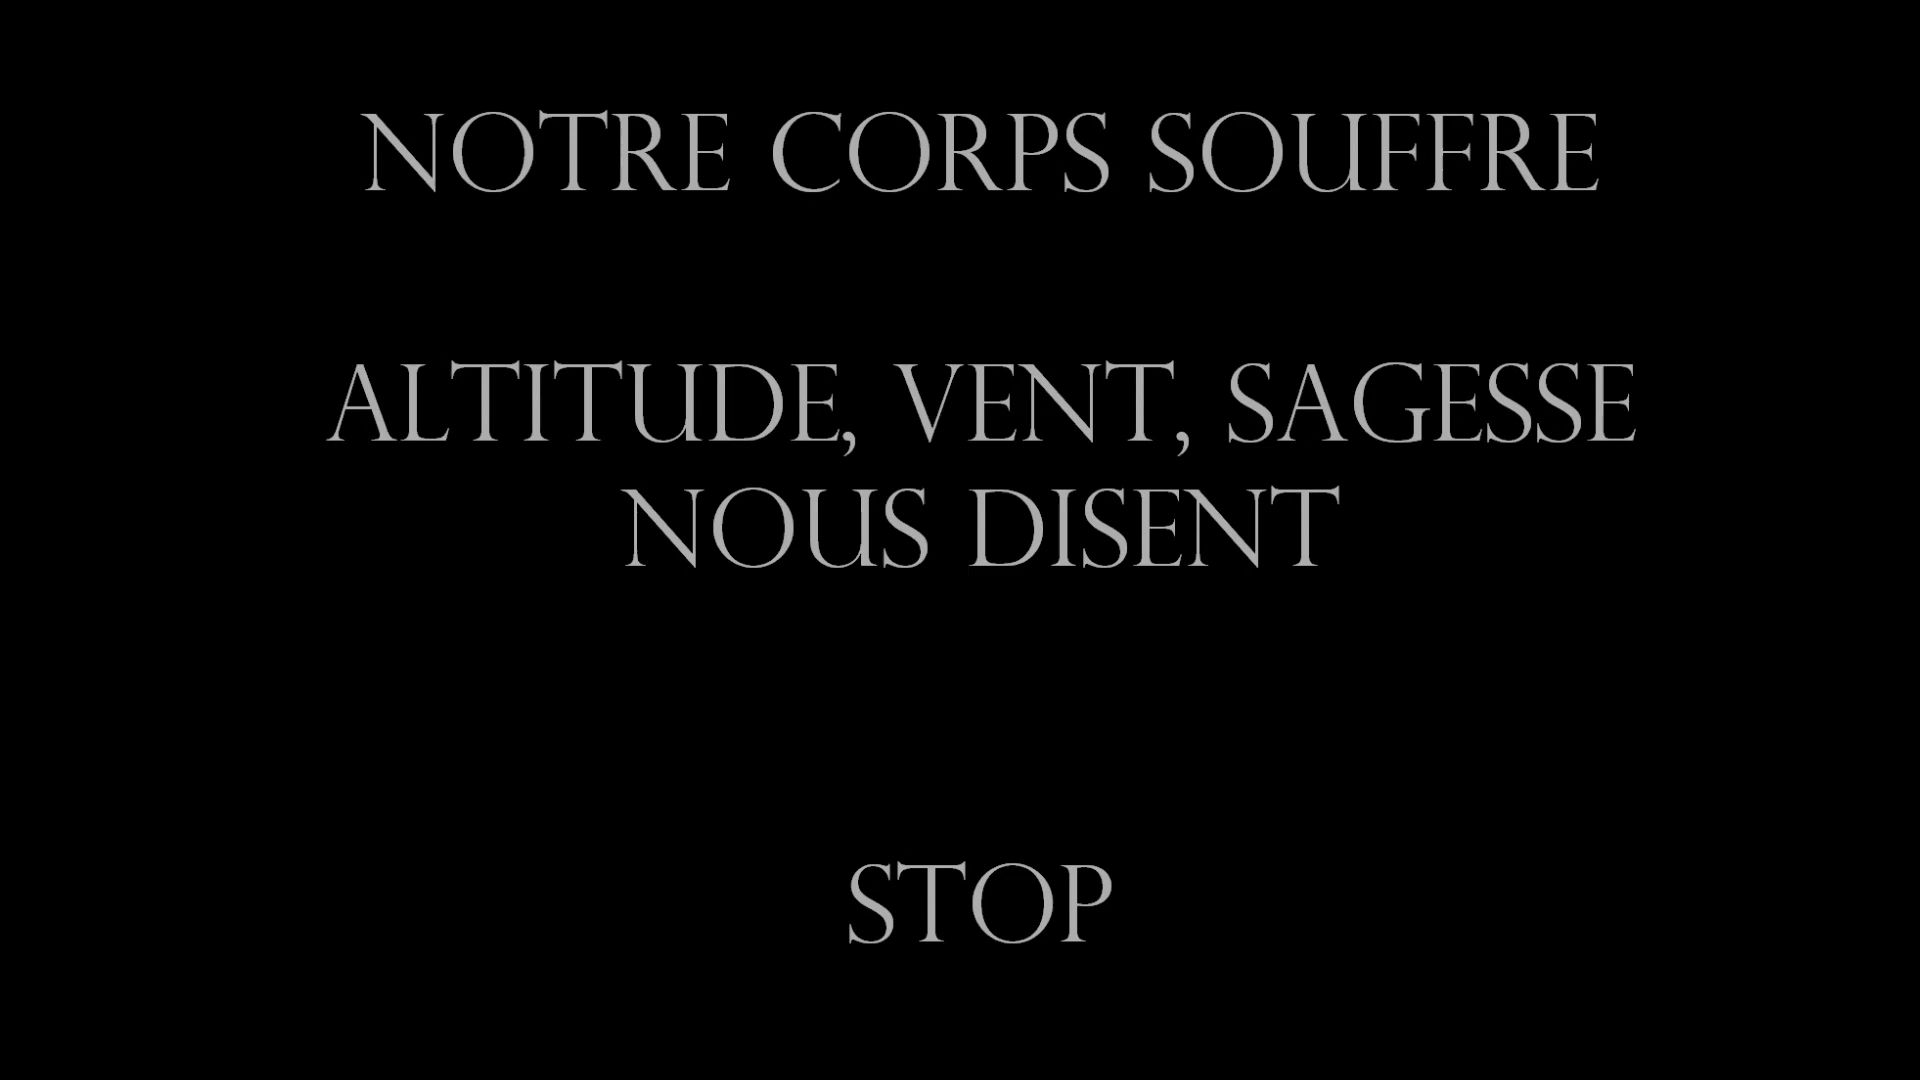 NOTRE CORPS SOUFFRE
ALTITUDE, VENT, SAGESSE
NOUS DISENT
STOP